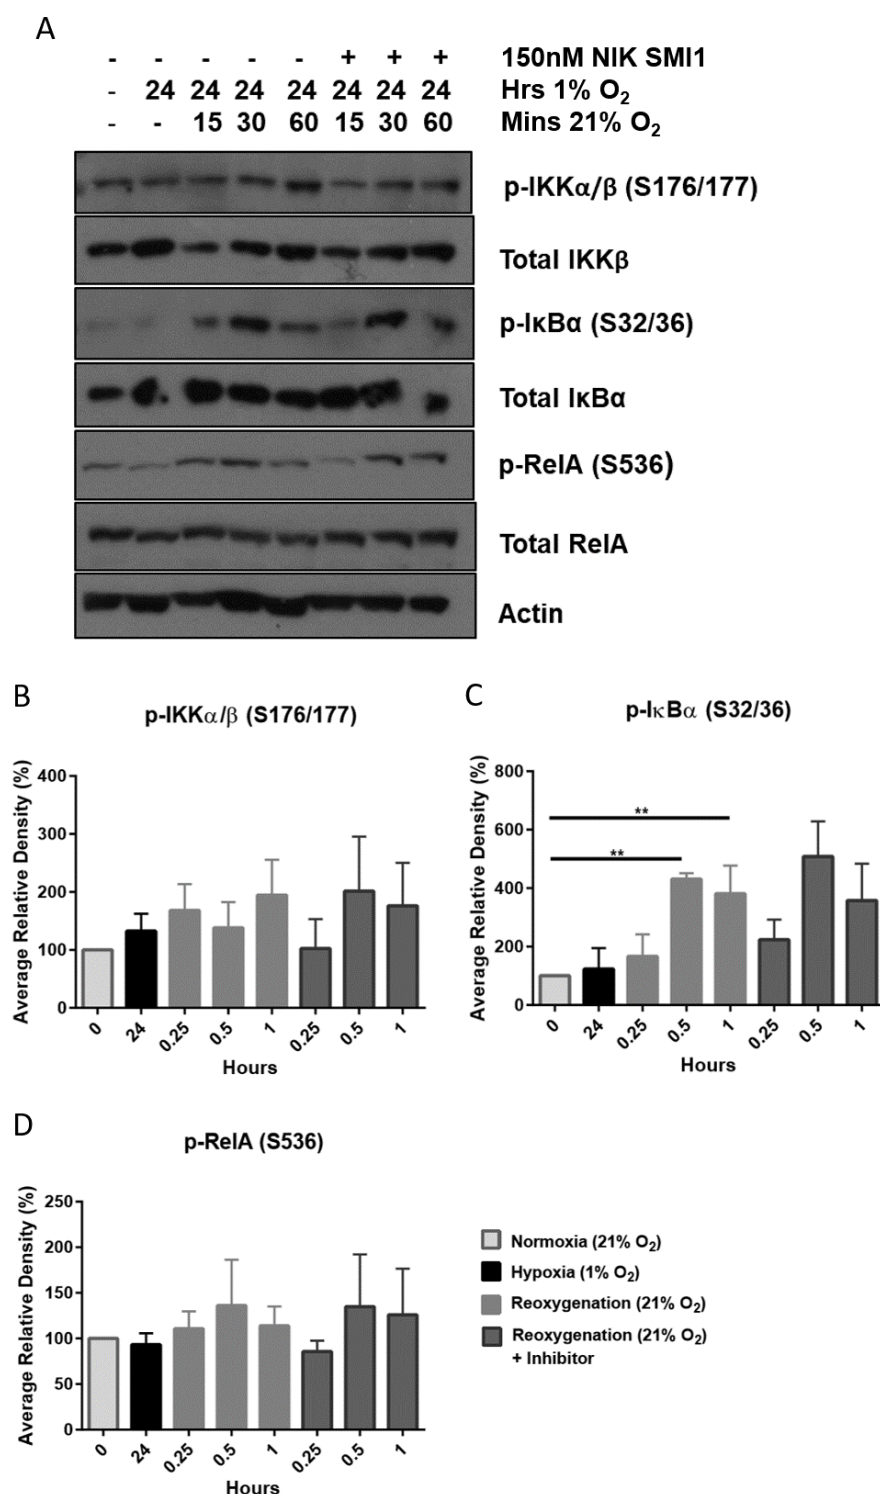 A
- - - - - + + + 150nM NIK SMI1
- 24 24 24 24 24 24 24 Hrs 1% O₂
- - 15 30 60 15 30 60 Mins 21% O₂
p-IKKα/β (S176/177)
Total IKKβ
p-IκBα (S32/36)
Total IκBα
p-RelA (S536)
Total RelA
Actin
B
p-IKKα/β (S176/177)
Average Relative Density (%)
400
300
200
100
0
0 24 0.25 0.5 1 0.25 0.5 1
Hours
C
p-IκBα (S32/36)
Average Relative Density (%)
800
600
400
200
0
**
**
0 24 0.25 0.5 1 0.25 0.5 1
Hours
D
p-RelA (S536)
Average Relative Density (%)
250
200
150
100
50
0
0 24 0.25 0.5 1 0.25 0.5 1
Hours
Normoxia (21% O₂)
Hypoxia (1% O₂)
Reoxygenation (21% O₂)
Reoxygenation (21% O₂)
+ Inhibitor